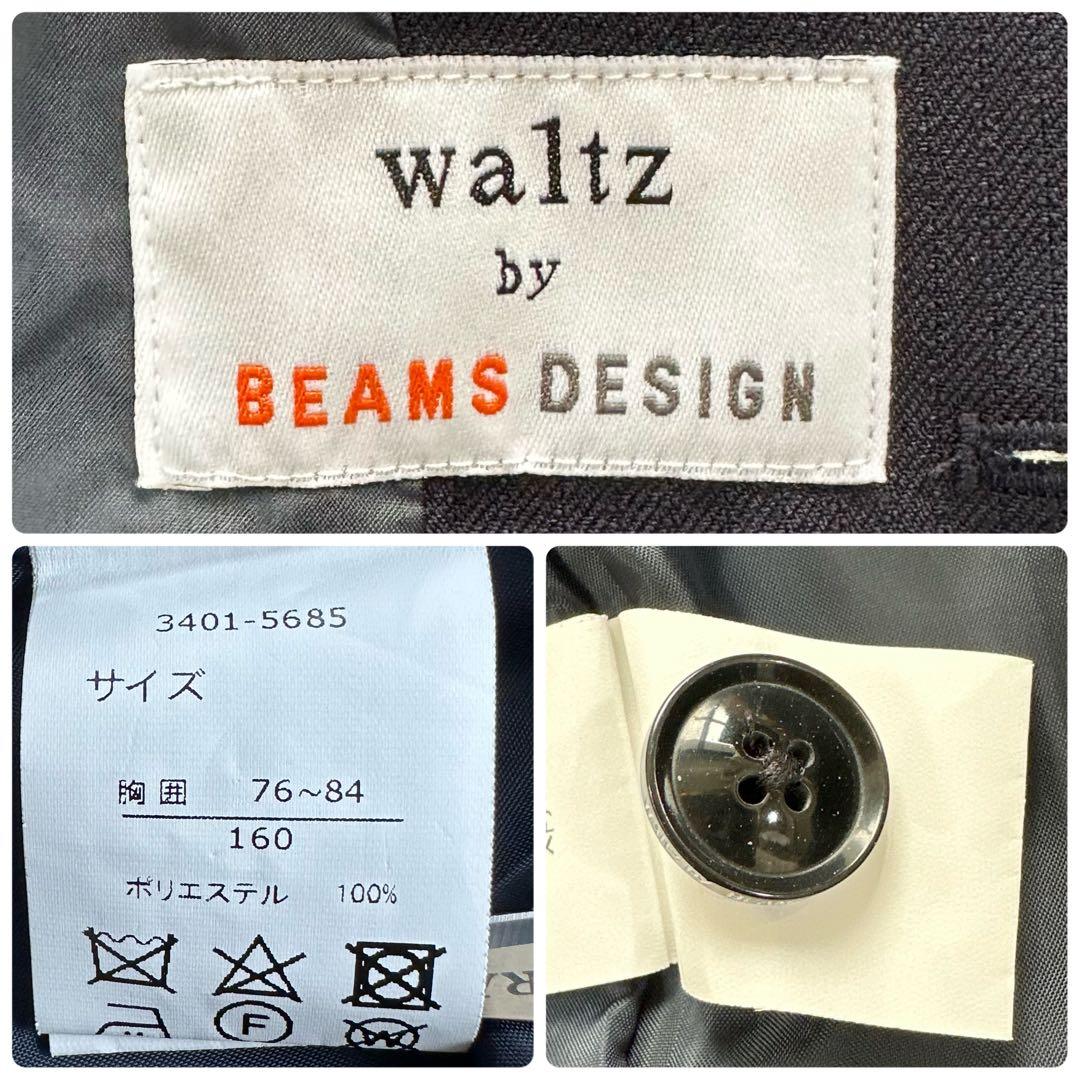 waltz
by
BEAMS DESIGN
3401-5685
サイズ
胸囲 76~84
160
ポリエステル 100%
F
W